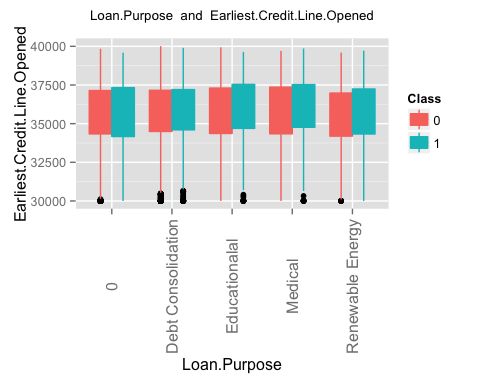 Loan.Purpose and Earliest.Credit.Line.Opened
Earliest.Credit.Line.Opened
40000
37500
35000
32500
30000
Class
0
1
0
Debt Consolidation
Educationalal
Medical
Renewable Energy
Loan.Purpose